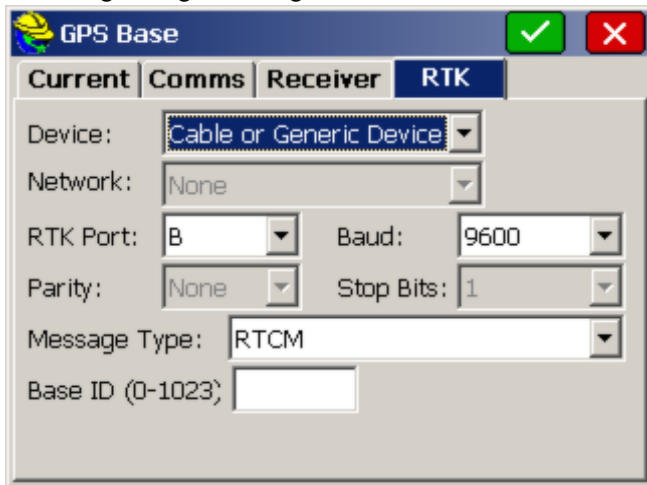 GPS Base
Current Comms Receiver RTK
Device: Cable or Generic Device
Network: None
RTK Port: B Baud: 9600
Parity: None Stop Bits: 1
Message Type: RTCM
Base ID (0-1023)